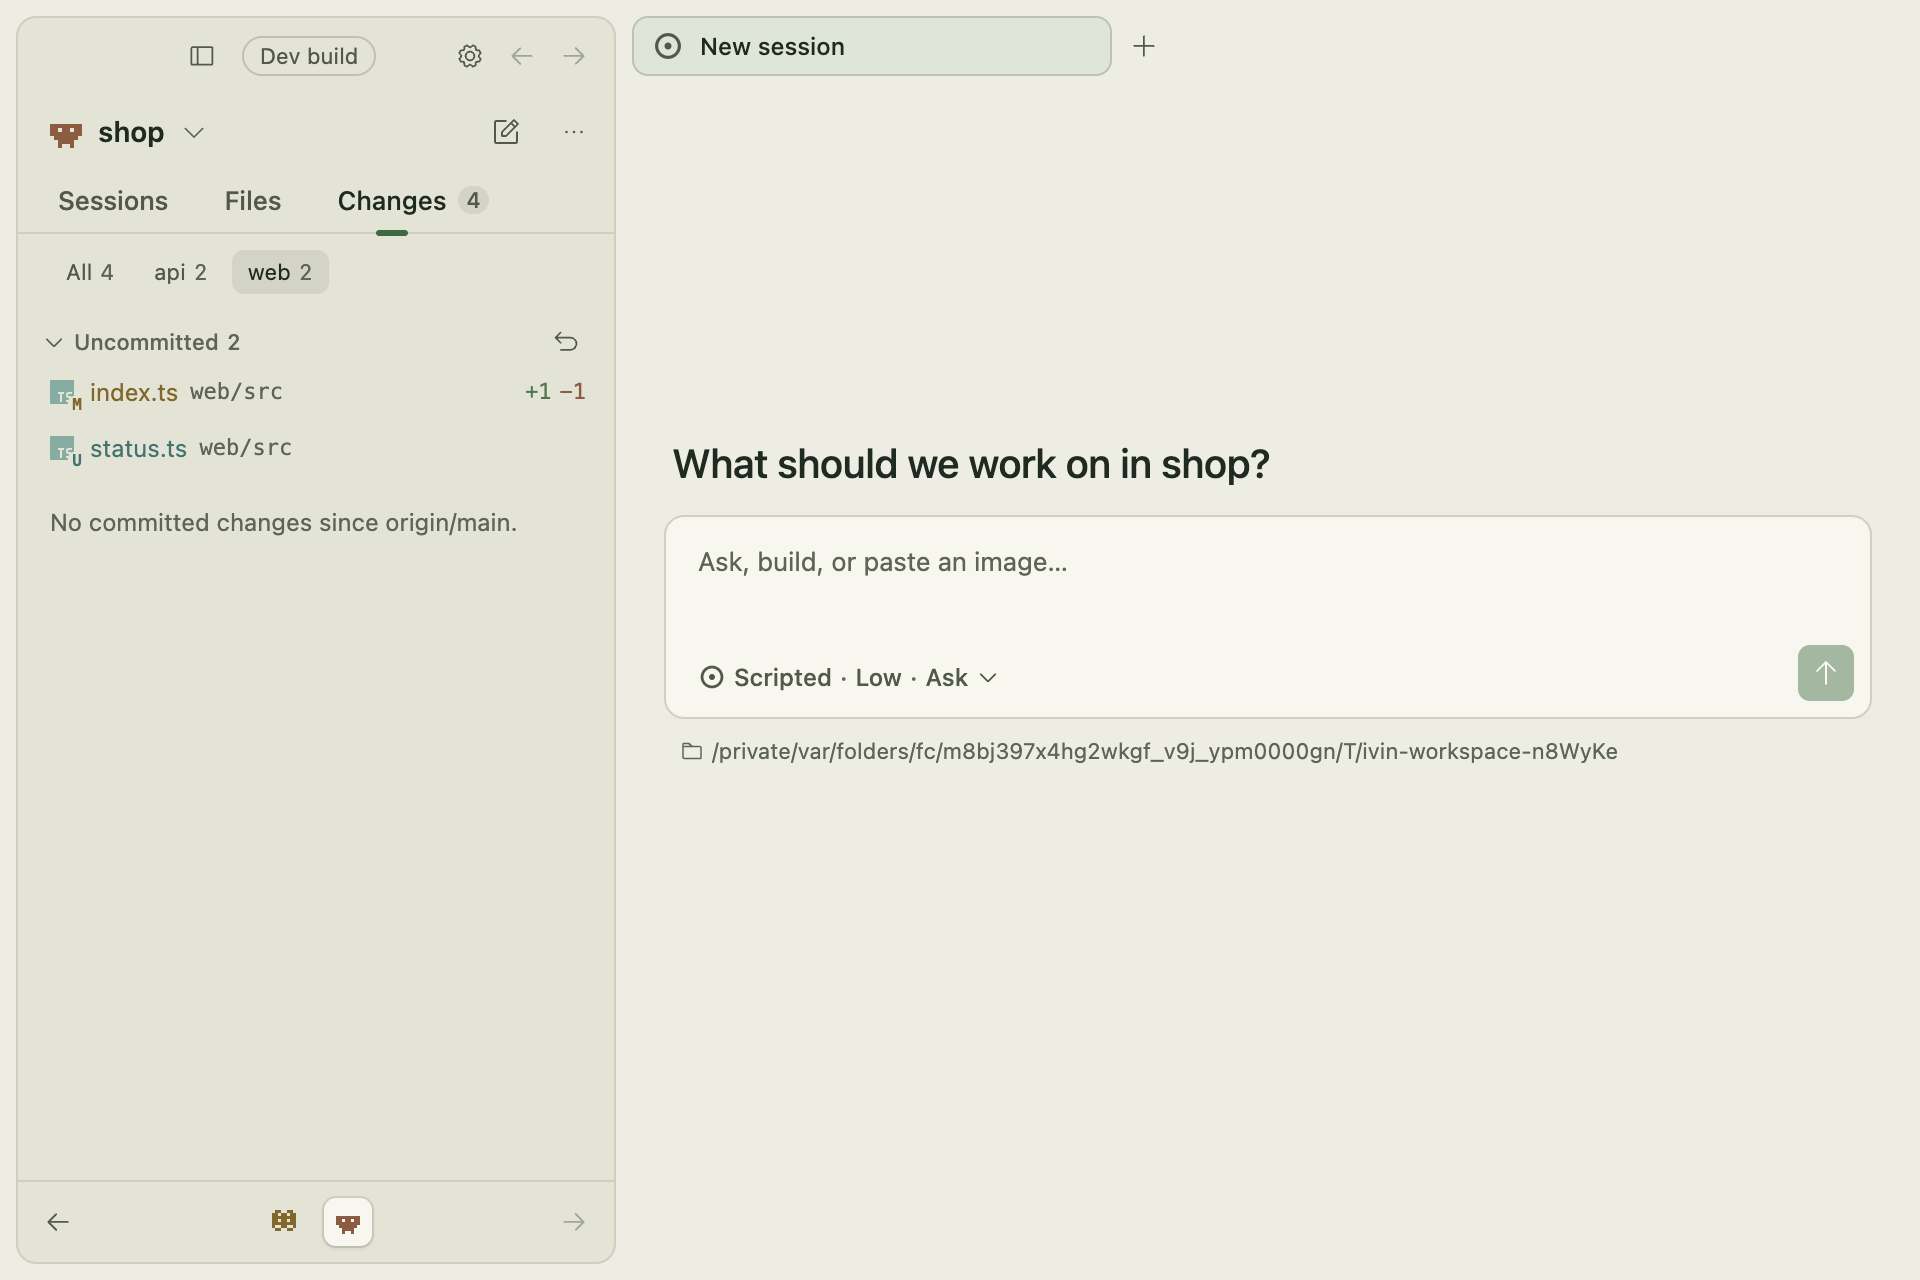 Dev build
New session
shop
Sessions Files Changes 4
All 4 api 2 web 2
Uncommitted 2
TS M index.ts web/src +1 −1
TS U status.ts web/src
No committed changes since origin/main.
What should we work on in shop?
Ask, build, or paste an image...
Scripted · Low · Ask
/private/var/folders/fc/m8bj397x4hg2wkgf_v9j_ypm0000gn/T/ivin-workspace-n8WyKe